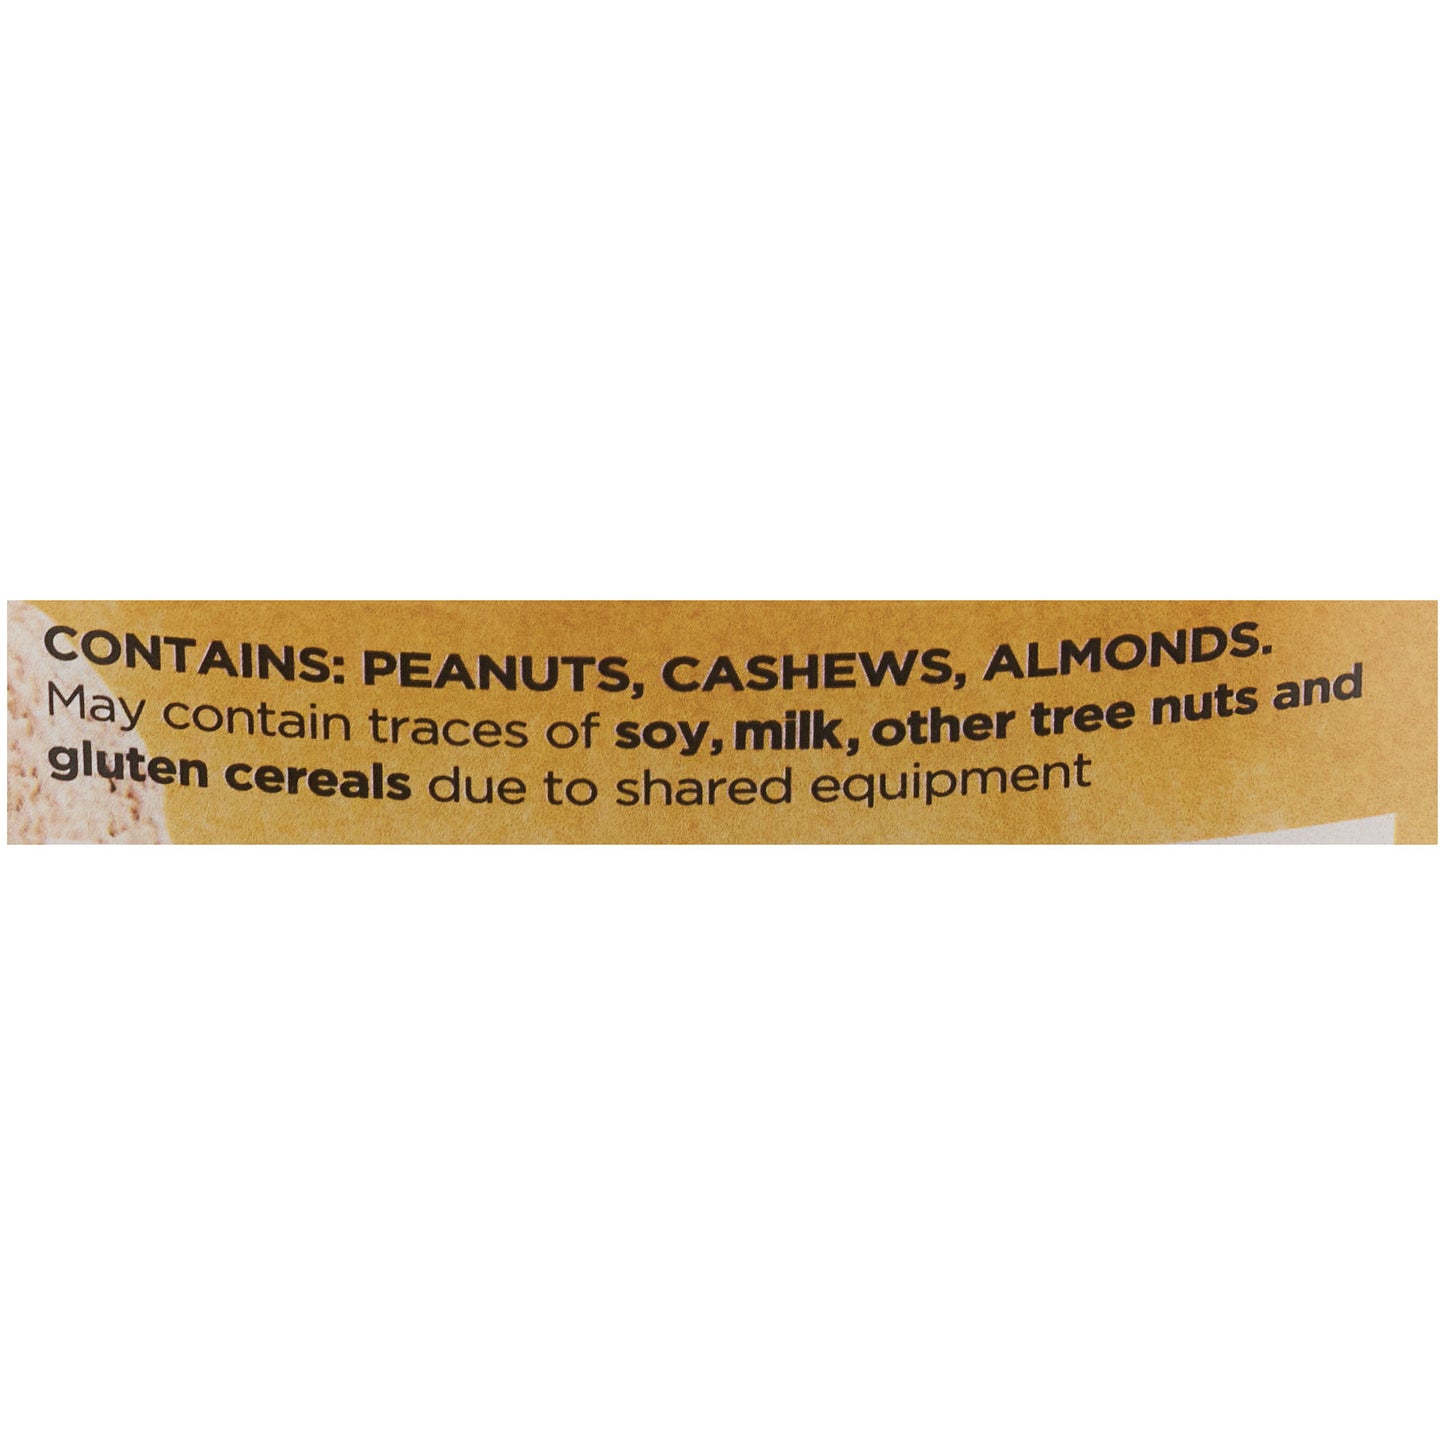 CONTAINS: PEANUTS, CASHEWS, ALMONDS.
May contain traces of soy, milk, other tree nuts and
gluten cereals due to shared equipment